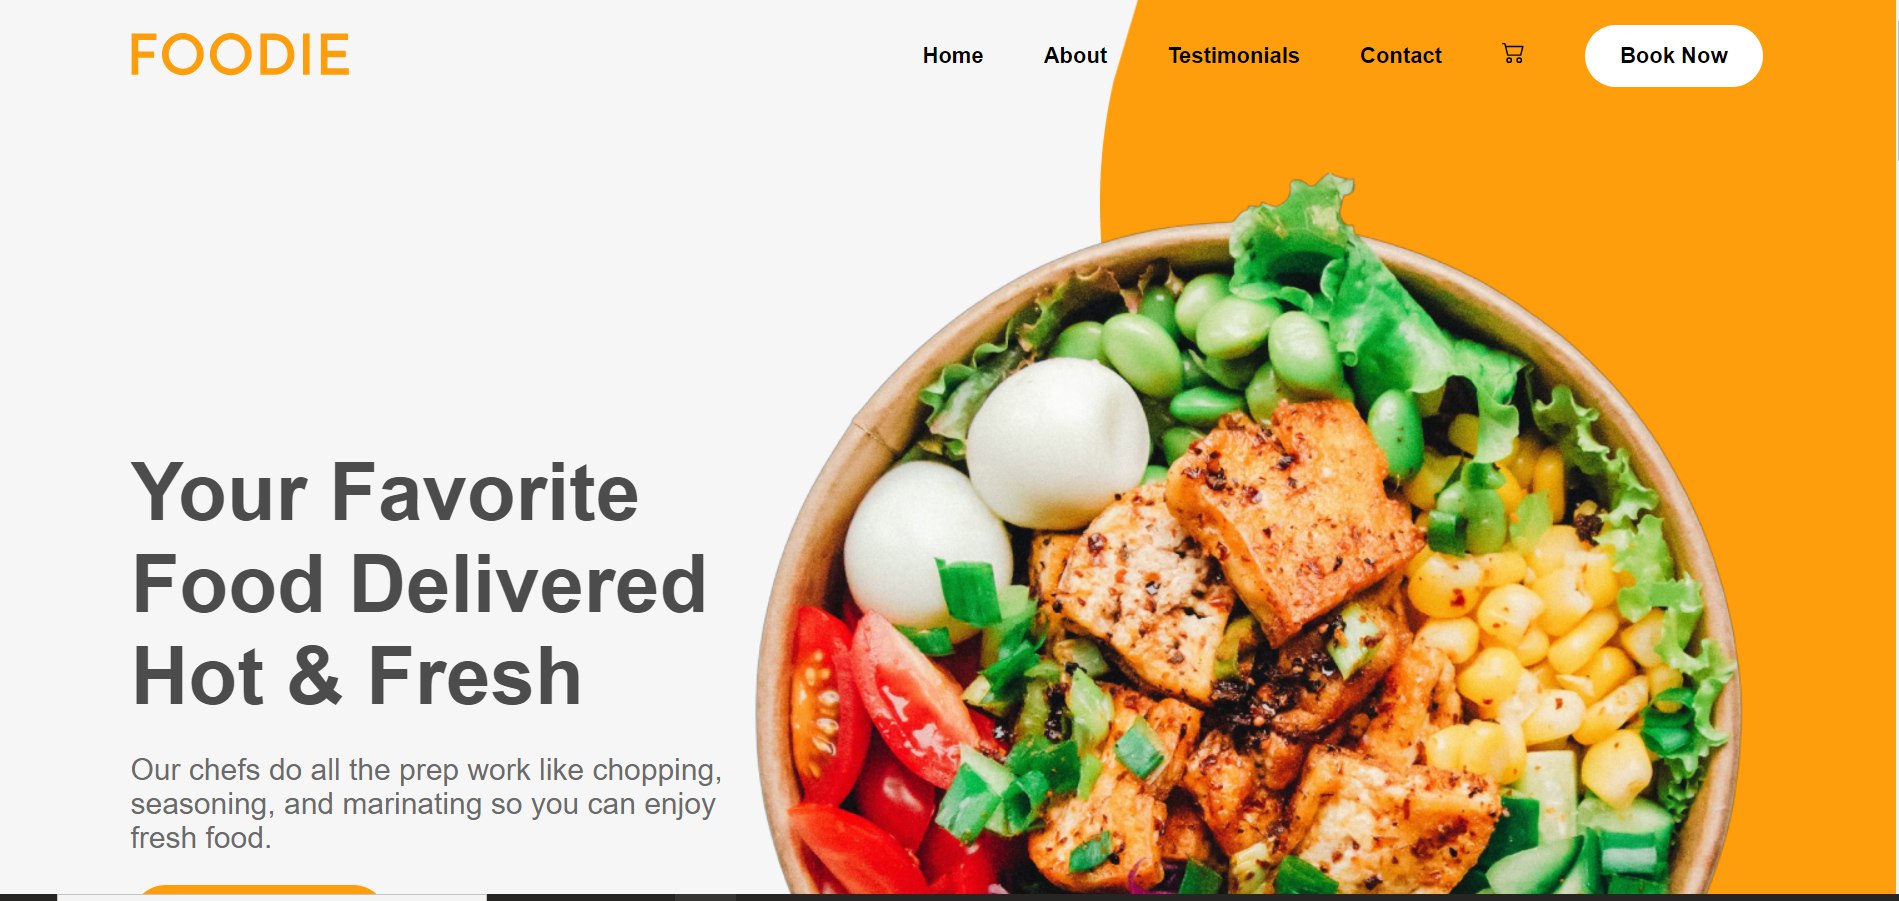 FOODIE
Home About Testimonials Contact Book Now
Your Favorite
Food Delivered
Hot & Fresh
Our chefs do all the prep work like chopping,
seasoning, and marinating so you can enjoy
fresh food.